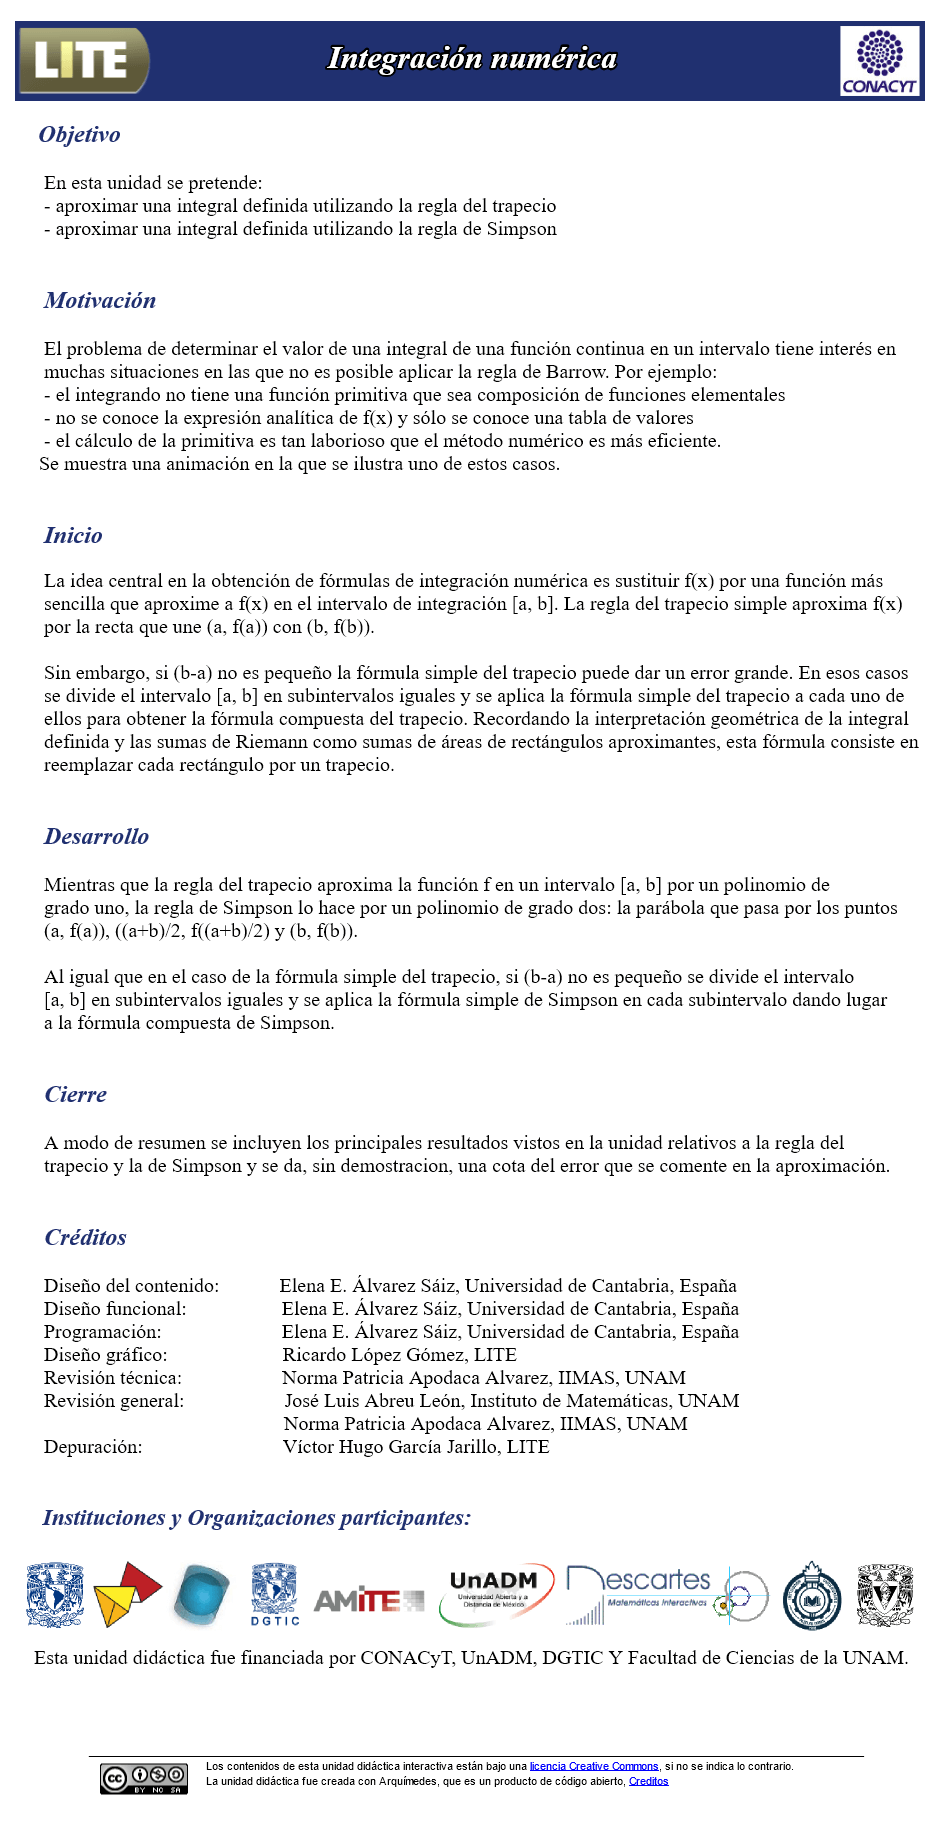 LITE
Integración numérica
CONACYT
Objetivo
En esta unidad se pretende:
- aproximar una integral definida utilizando la regla del trapecio
- aproximar una integral definida utilizando la regla de Simpson
Motivación
El problema de determinar el valor de una integral de una función continua en un intervalo tiene interés en
muchas situaciones en las que no es posible aplicar la regla de Barrow. Por ejemplo:
- el integrando no tiene una función primitiva que sea composición de funciones elementales
- no se conoce la expresión analítica de f(x) y sólo se conoce una tabla de valores
- el cálculo de la primitiva es tan laborioso que el método numérico es más eficiente.
Se muestra una animación en la que se ilustra uno de estos casos.
Inicio
La idea central en la obtención de fórmulas de integración numérica es sustituir f(x) por una función más
sencilla que aproxime a f(x) en el intervalo de integración [a, b]. La regla del trapecio simple aproxima f(x)
por la recta que une (a, f(a)) con (b, f(b)).
Sin embargo, si (b-a) no es pequeño la fórmula simple del trapecio puede dar un error grande. En esos casos
se divide el intervalo [a, b] en subintervalos iguales y se aplica la fórmula simple del trapecio a cada uno de
ellos para obtener la fórmula compuesta del trapecio. Recordando la interpretación geométrica de la integral
definida y las sumas de Riemann como sumas de áreas de rectángulos aproximantes, esta fórmula consiste en
reemplazar cada rectángulo por un trapecio.
Desarrollo
Mientras que la regla del trapecio aproxima la función f en un intervalo [a, b] por un polinomio de
grado uno, la regla de Simpson lo hace por un polinomio de grado dos: la parábola que pasa por los puntos
(a, f(a)), ((a+b)/2, f((a+b)/2) y (b, f(b)).
Al igual que en el caso de la fórmula simple del trapecio, si (b-a) no es pequeño se divide el intervalo
[a, b] en subintervalos iguales y se aplica la fórmula simple de Simpson en cada subintervalo dando lugar
a la fórmula compuesta de Simpson.
Cierre
A modo de resumen se incluyen los principales resultados vistos en la unidad relativos a la regla del
trapecio y la de Simpson y se da, sin demostracion, una cota del error que se comente en la aproximación.
Créditos
Diseño del contenido: Elena E. Álvarez Sáiz, Universidad de Cantabria, España
Diseño funcional: Elena E. Álvarez Sáiz, Universidad de Cantabria, España
Programación: Elena E. Álvarez Sáiz, Universidad de Cantabria, España
Diseño gráfico: Ricardo López Gómez, LITE
Revisión técnica: Norma Patricia Apodaca Alvarez, IIMAS, UNAM
Revisión general: José Luis Abreu León, Instituto de Matemáticas, UNAM
Norma Patricia Apodaca Alvarez, IIMAS, UNAM
Depuración: Víctor Hugo García Jarillo, LITE
Instituciones y Organizaciones participantes:
DGTIC
AMITE
UnADM
Universidad Abierta y a
Distancia de México
Descartes
Matemáticas interactivas
CIENCIAS
Esta unidad didáctica fue financiada por CONACyT, UnADM, DGTIC Y Facultad de Ciencias de la UNAM.
cc BY NC SA
Los contenidos de esta unidad didáctica interactiva están bajo una licencia Creative Commons, si no se indica lo contrario.
La unidad didáctica fue creada con Arquímedes, que es un producto de código abierto, Creditos